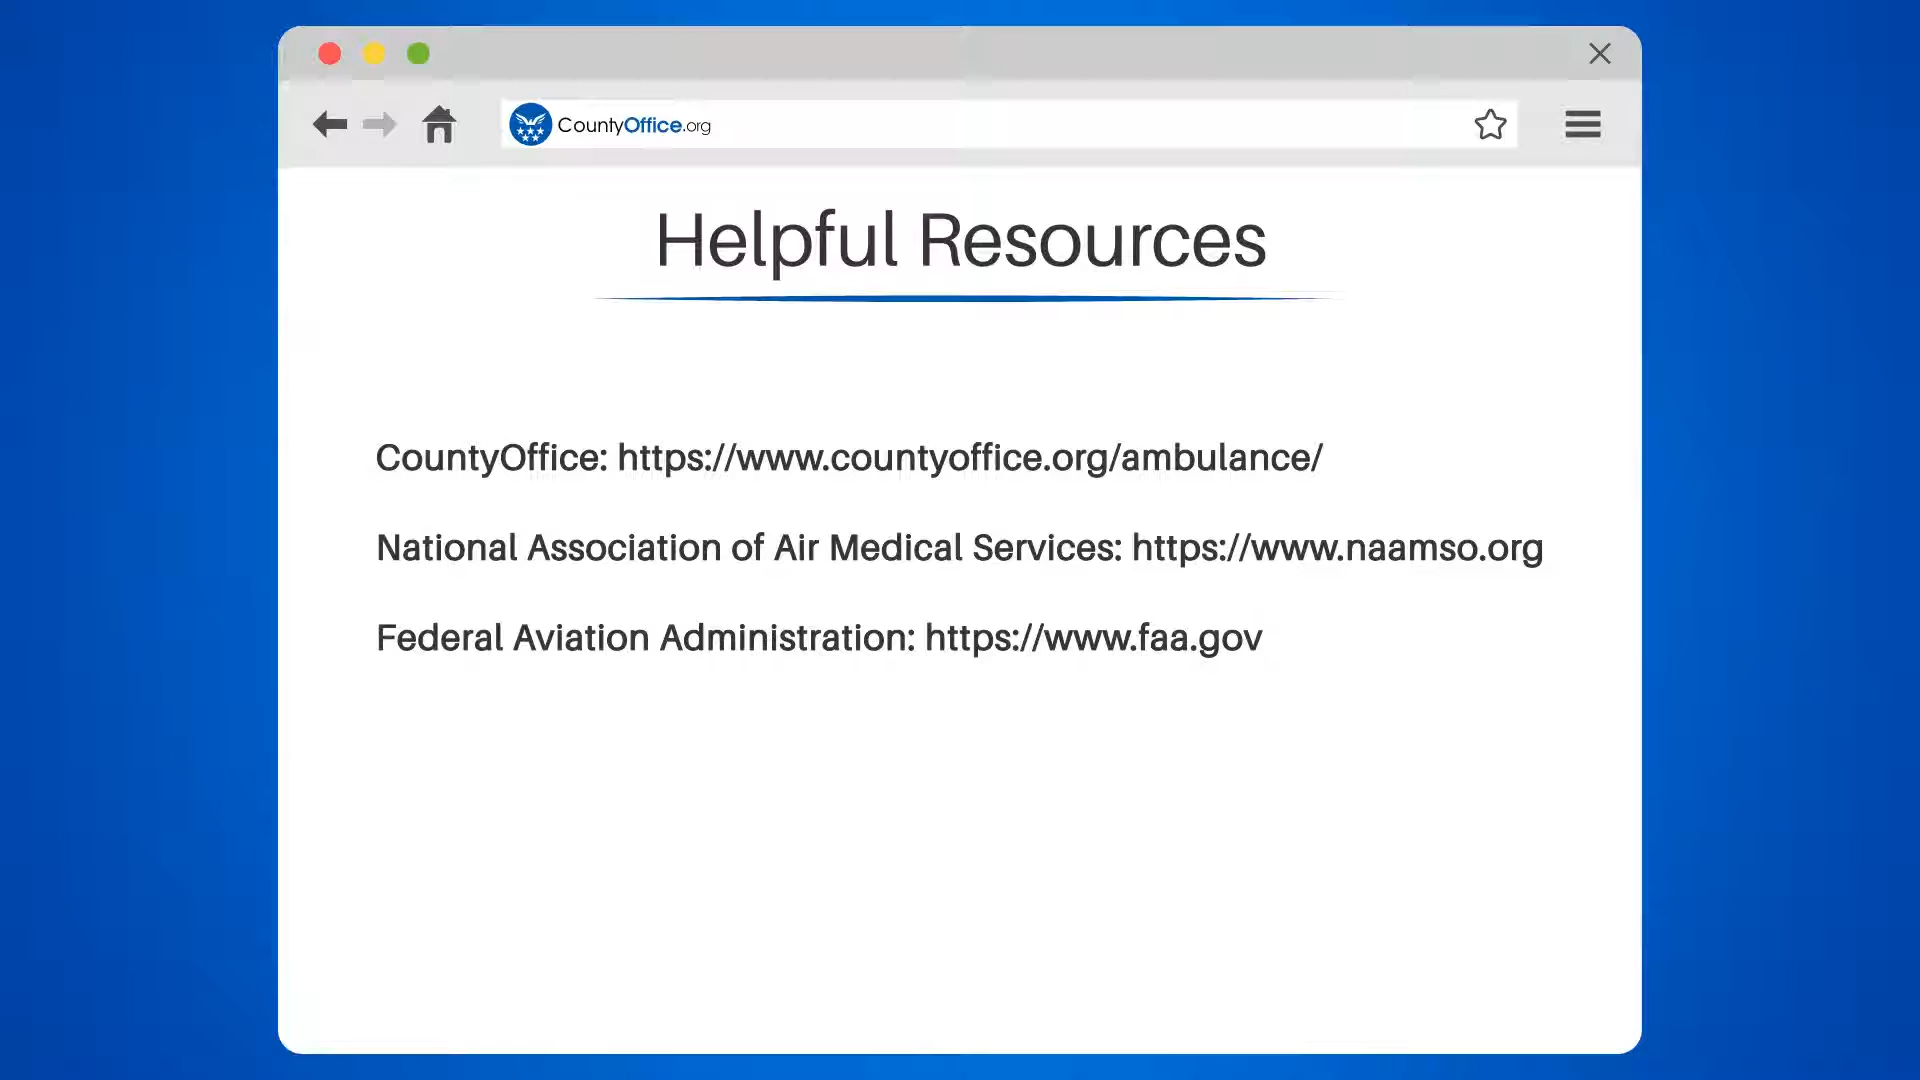 CountyOffice.org
Helpful Resources
CountyOffice: https://www.countyoffice.org/ambulance/
National Association of Air Medical Services: https://www.naamso.org
Federal Aviation Administration: https://www.faa.gov